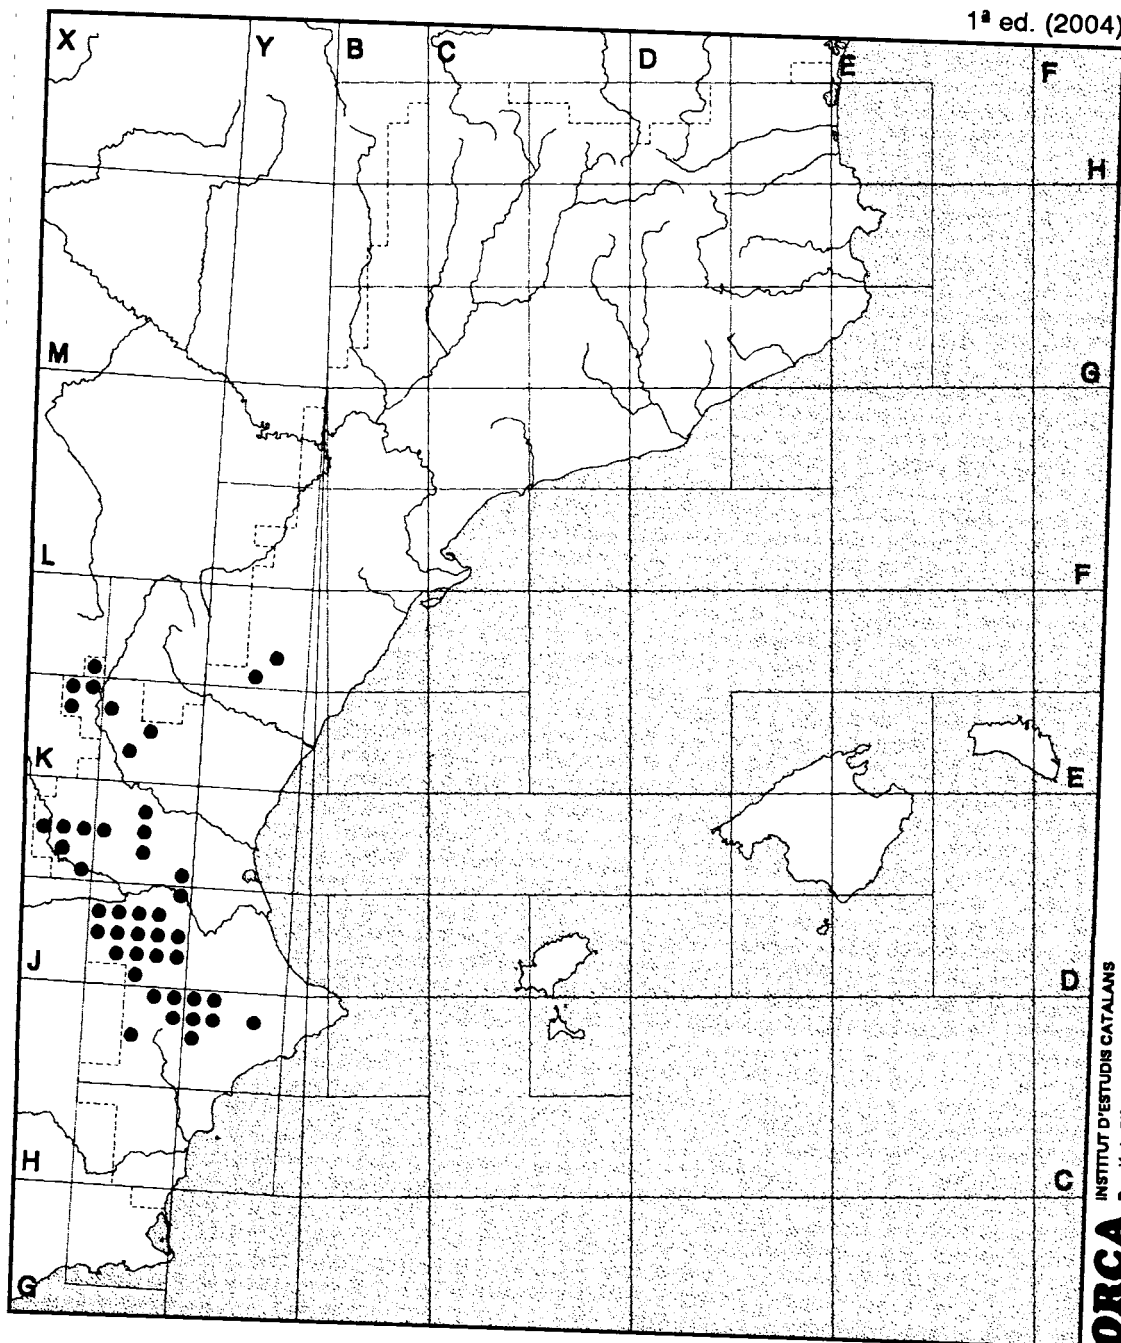 1ª ed. (2004)
X Y B C D E F
H
M G
L F
K E
J D
H C
G
ORCA INSTITUT D'ESTUDIS CATALANS